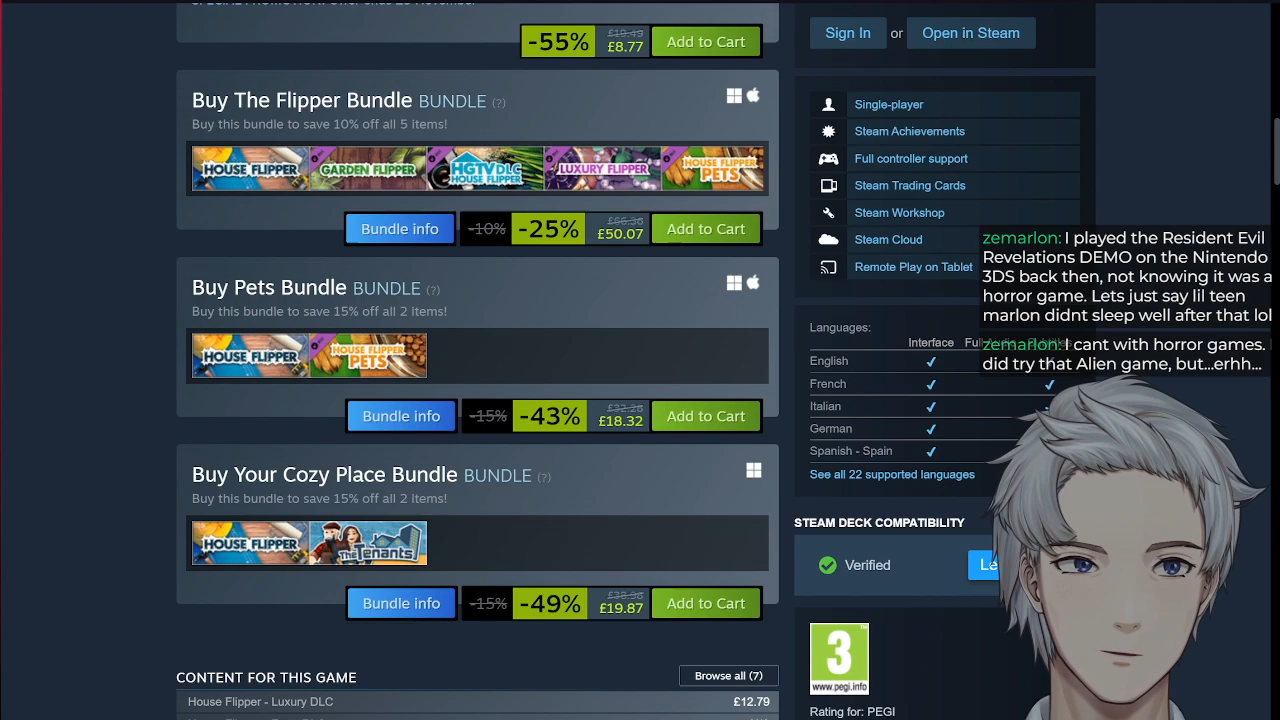 -55%
£19.49
£8.77
Add to Cart
Buy The Flipper Bundle BUNDLE (?)
Buy this bundle to save 10% off all 5 items!
HOUSE FLIPPER
GARDEN FLIPPER
HGTV DLC HOUSE FLIPPER
LUXURY FLIPPER
HOUSE FLIPPER PETS
Bundle info
-10%
-25%
£66.36
£50.07
Add to Cart
Buy Pets Bundle BUNDLE (?)
Buy this bundle to save 15% off all 2 items!
HOUSE FLIPPER
HOUSE FLIPPER PETS
Bundle info
-15%
-43%
£32.26
£18.32
Add to Cart
Buy Your Cozy Place Bundle BUNDLE (?)
Buy this bundle to save 15% off all 2 items!
HOUSE FLIPPER
The Tenants
Bundle info
-15%
-49%
£38.96
£19.87
Add to Cart
CONTENT FOR THIS GAME
Browse all (7)
House Flipper - Luxury DLC
£12.79
Sign In or Open in Steam
Single-player
Steam Achievements
Full controller support
Steam Trading Cards
Steam Workshop
Steam Cloud
Remote Play on Tablet
zemarlon: I played the Resident Evil
Revelations DEMO on the Nintendo
3DS back then, not knowing it was a
horror game. Lets just say lil teen
marlon didnt sleep well after that lol
zemarlon: I cant with horror games.
did try that Alien game, but...erhh...
Languages:
Interface
English
French
Italian
German
Spanish - Spain
See all 22 supported languages
STEAM DECK COMPATIBILITY
Verified
Le
3
www.pegi.info
Rating for: PEGI